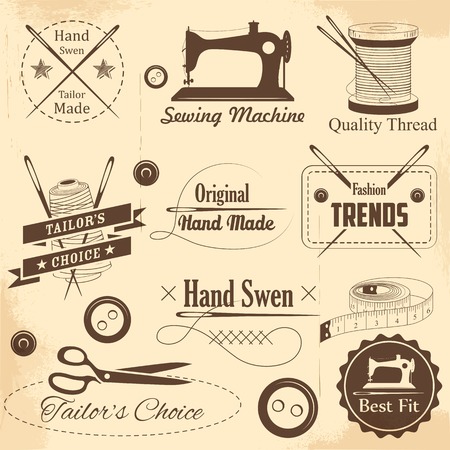 Hand
Swen
Tailor
Made
Sewing Machine
Quality Thread
TAILOR'S
CHOICE
Original
Hand Made
Fashion
TRENDS
Hand Swen
Tailor's Choice
Best Fit